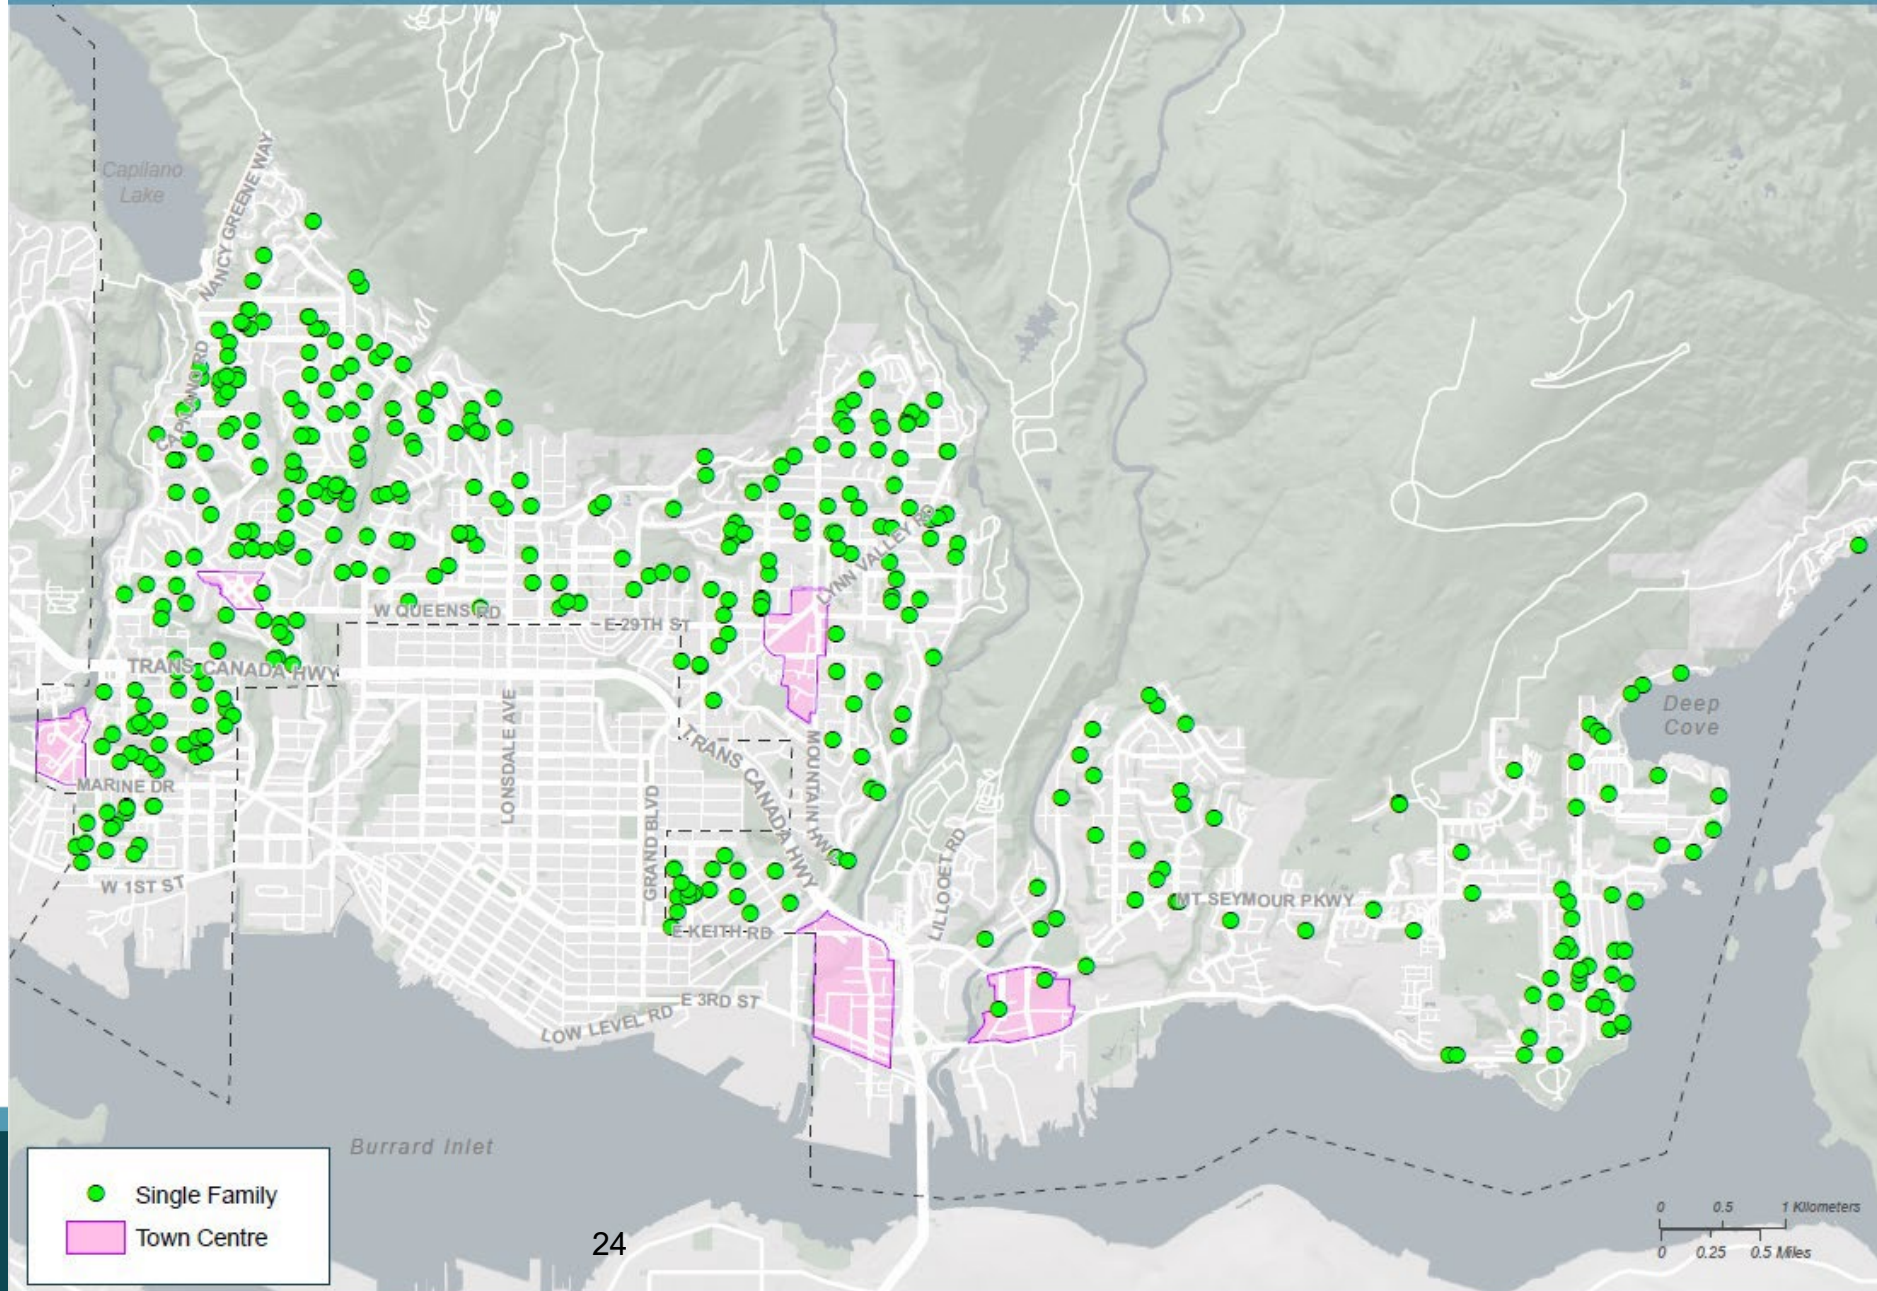 Capilano
Lake
NANCY GREENE WAY
CAPILANO RD
LYNN VALLEY RD
W QUEENS RD
E 29TH ST
TRANS CANADA HWY
Deep
Cove
LONSDALE AVE
TRANS CANADA HWY
MOUNTAIN HWY
MARINE DR
GRAND BLVD
LILLOOET RD
W 1ST ST
MT SEYMOUR PKWY
E KEITH RD
E 3RD ST
LOW LEVEL RD
Burrard Inlet
Single Family
Town Centre
24
0 0.5 1 Kilometers
0 0.25 0.5 Miles